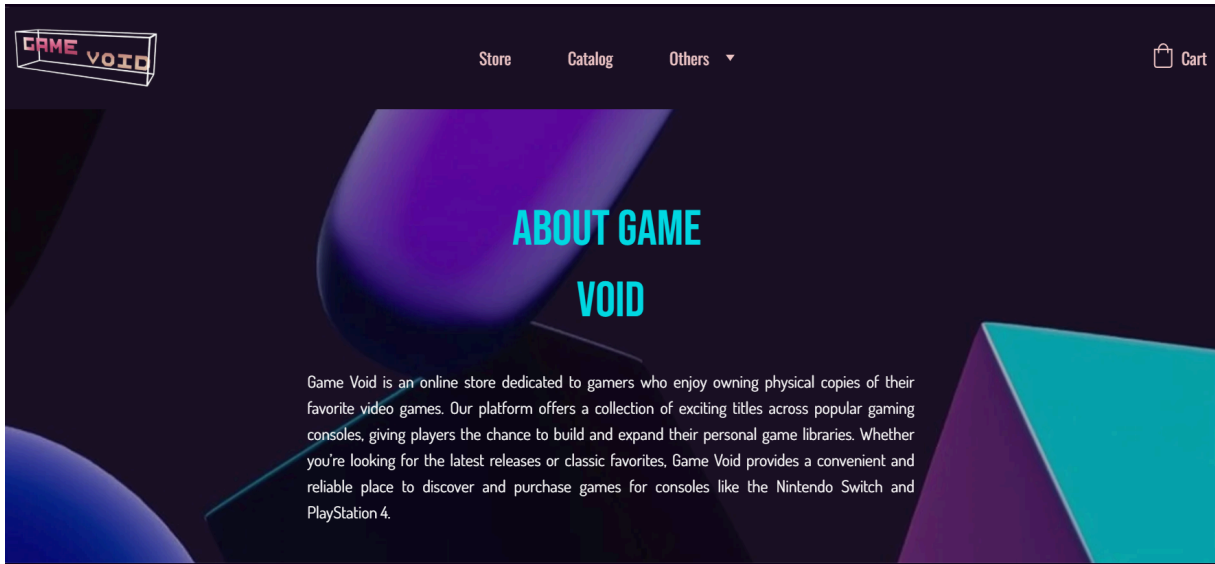 GAME VOID
Store Catalog Others Cart
ABOUT GAME
VOID
Game Void is an online store dedicated to gamers who enjoy owning physical copies of their
favorite video games. Our platform offers a collection of exciting titles across popular gaming
consoles, giving players the chance to build and expand their personal game libraries. Whether
you're looking for the latest releases or classic favorites, Game Void provides a convenient and
reliable place to discover and purchase games for consoles like the Nintendo Switch and
PlayStation 4.